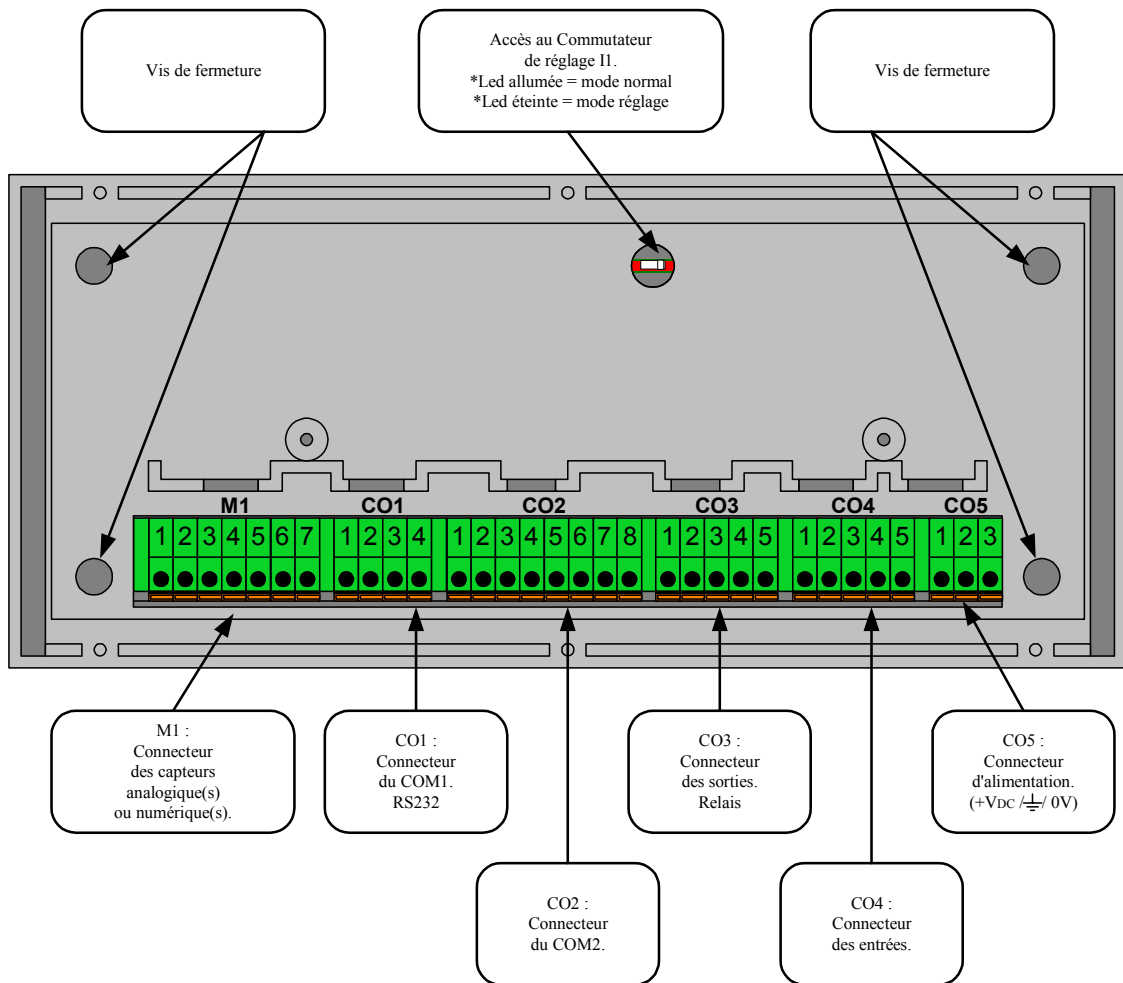 Vis de fermeture
Accès au Commutateur
de réglage I1.
*Led allumée = mode normal
*Led éteinte = mode réglage
Vis de fermeture
M1 CO1 CO2 CO3 CO4 CO5
1 2 3 4 5 6 7 1 2 3 4 1 2 3 4 5 6 7 8 1 2 3 4 5 1 2 3 4 5 1 2 3
M1 :
Connecteur
des capteurs
analogique(s)
ou numérique(s).
CO1 :
Connecteur
du COM1.
RS232
CO3 :
Connecteur
des sorties.
Relais
CO5 :
Connecteur
d'alimentation.
(+VDC /⏚/ 0V)
CO2 :
Connecteur
du COM2.
CO4 :
Connecteur
des entrées.